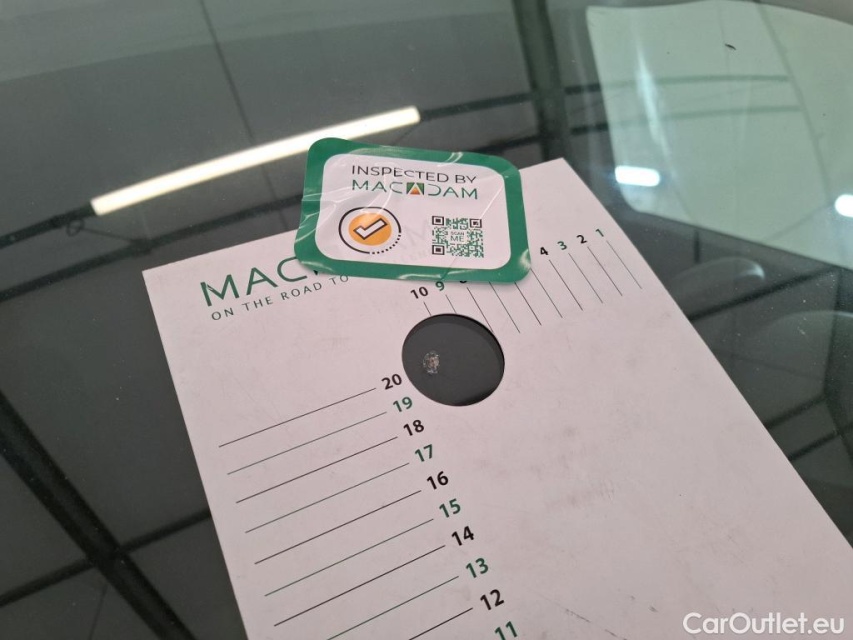 INSPECTED BY
MACADAM
SCAN
ME
MAC
ON THE ROAD TO
10 9 4 3 2 1
20
19
18
17
16
15
14
13
12
11
CarOutlet.eu